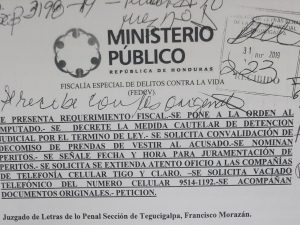 31 Mar 2019
MINISTERIO
PÚBLICO
REPÚBLICA DE HONDURAS
FISCALÍA ESPECIAL DE DELITOS CONTRA LA VIDA
(FEDCV)
SE PRESENTA REQUERIMIENTO FISCAL.-SE PONE A LA ORDEN AL
IMPUTADO.- SE DECRETE LA MEDIDA CAUTELAR DE DETENCION
JUDICIAL POR EL TERMINO DE LEY.- SE SOLICITA CONVALIDACIÓN DE
DECOMISO DE PRENDAS DE VESTIR AL ACUSADO.-SE NOMINAN
PERITOS.- SE SEÑALE FECHA Y HORA PARA JURAMENTACIÓN DE
PERITOS.- SE SOLICITA SE EXTIENDA ATENTO OFICIO A LAS COMPAÑÍAS
DE TELEFONÍA CELULAR TIGO Y CLARO. —SE SOLICITA VACIADO
TELEFÓNICO DEL NUMERO CELULAR 9514-1192.-SE ACOMPAÑAN
DOCUMENTOS ORIGINALES.- PETICION.
Juzgado de Letras de lo Penal Sección de Tegucigalpa, Francisco Morazán.